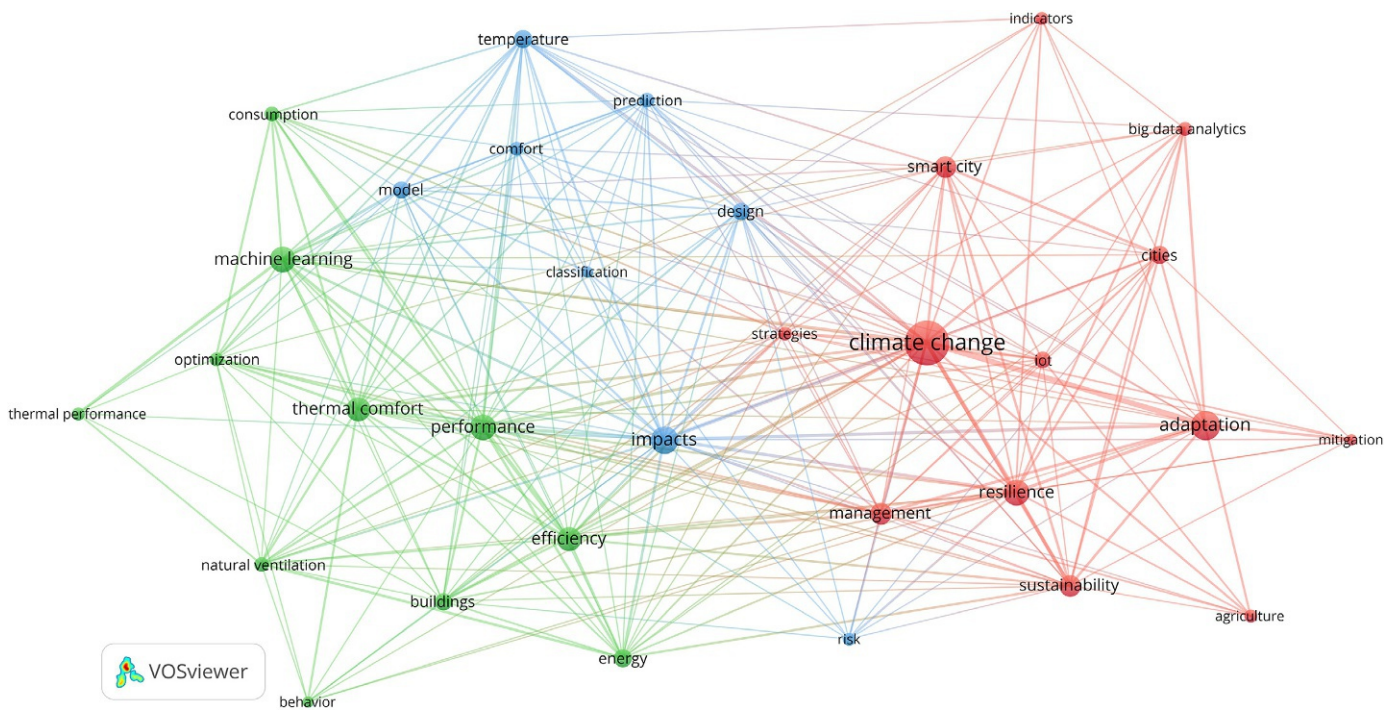 indicators
temperature
prediction
consumption
big data analytics
comfort
smart city
model
design
machine learning
cities
classification
strategies
climate change
optimization
iot
thermal performance
thermal comfort
performance
adaptation
impacts
mitigation
resilience
management
efficiency
natural ventilation
sustainability
buildings
agriculture
risk
energy
VOSviewer
behavior